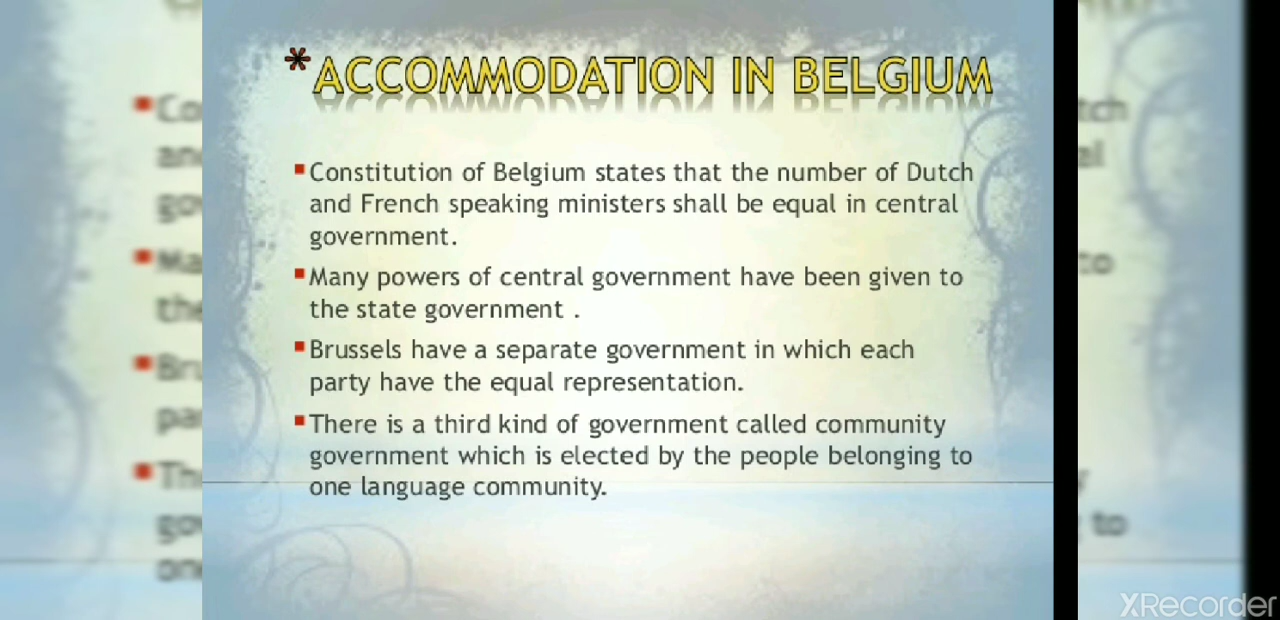 *ACCOMMODATION IN BELGIUM
Constitution of Belgium states that the number of Dutch
and French speaking ministers shall be equal in central
government.
Many powers of central government have been given to
the state government .
Brussels have a separate government in which each
party have the equal representation.
There is a third kind of government called community
government which is elected by the people belonging to
one language community.
XRecorder